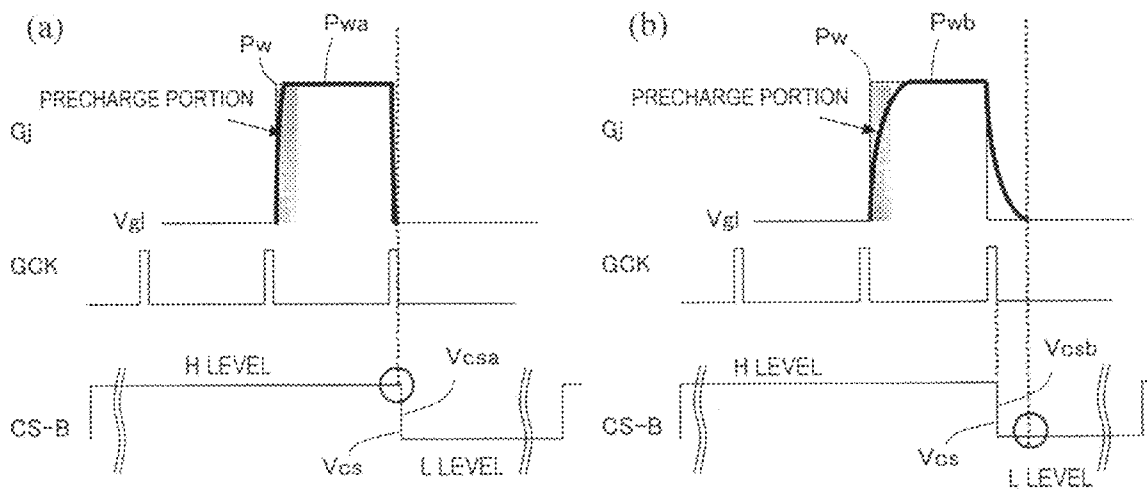 (a)
Pw
Pwa
PRECHARGE PORTION
Gj
Vgl
GCK
H LEVEL
Vcsa
CS-B
Vcs
L LEVEL
(b)
Pw
Pwb
PRECHARGE PORTION
Gj
Vgl
GCK
H LEVEL
Vcsb
CS-B
Vcs
L LEVEL